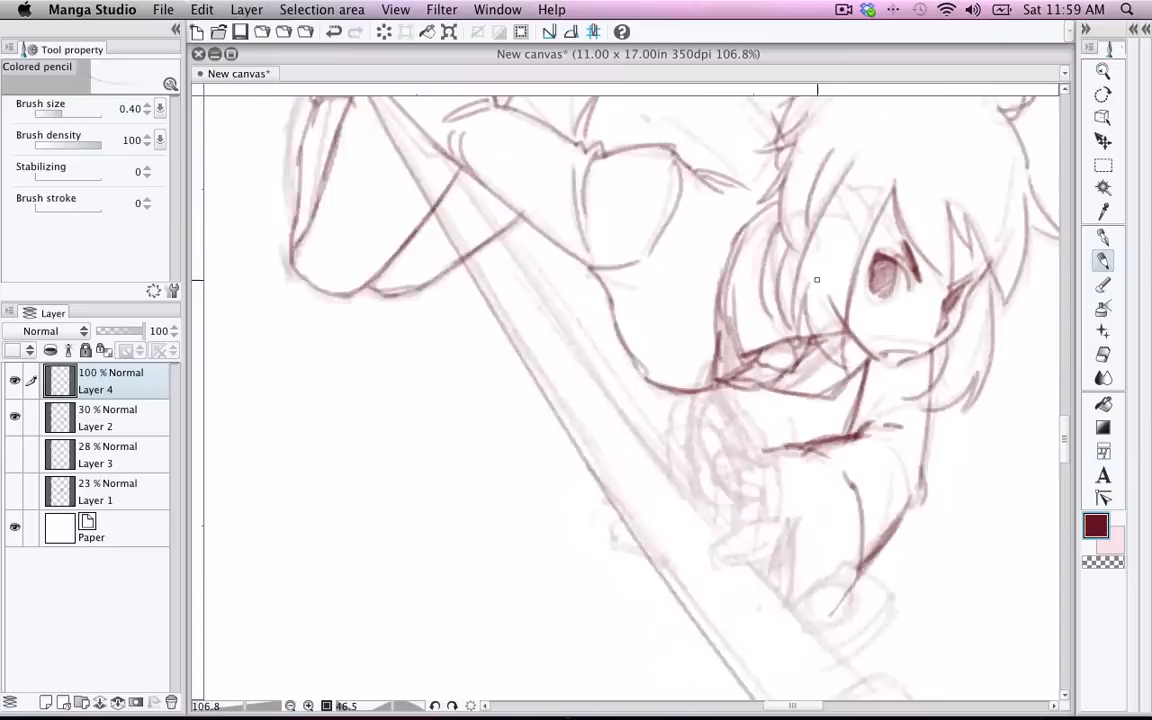 Manga Studio File Edit Layer Selection area View Filter Window Help Sat 11:59 AM
New canvas* (11.00 x 17.00in 350dpi 106.8%)
Tool property
New canvas*
Colored pencil
Brush size 0.40
Brush density 100
Stabilizing 0
Brush stroke 0
Layer
Normal 100
100 % Normal
Layer 4
30 % Normal
Layer 2
28 % Normal
Layer 3
23 % Normal
Layer 1
Paper
A
106.8 46.5